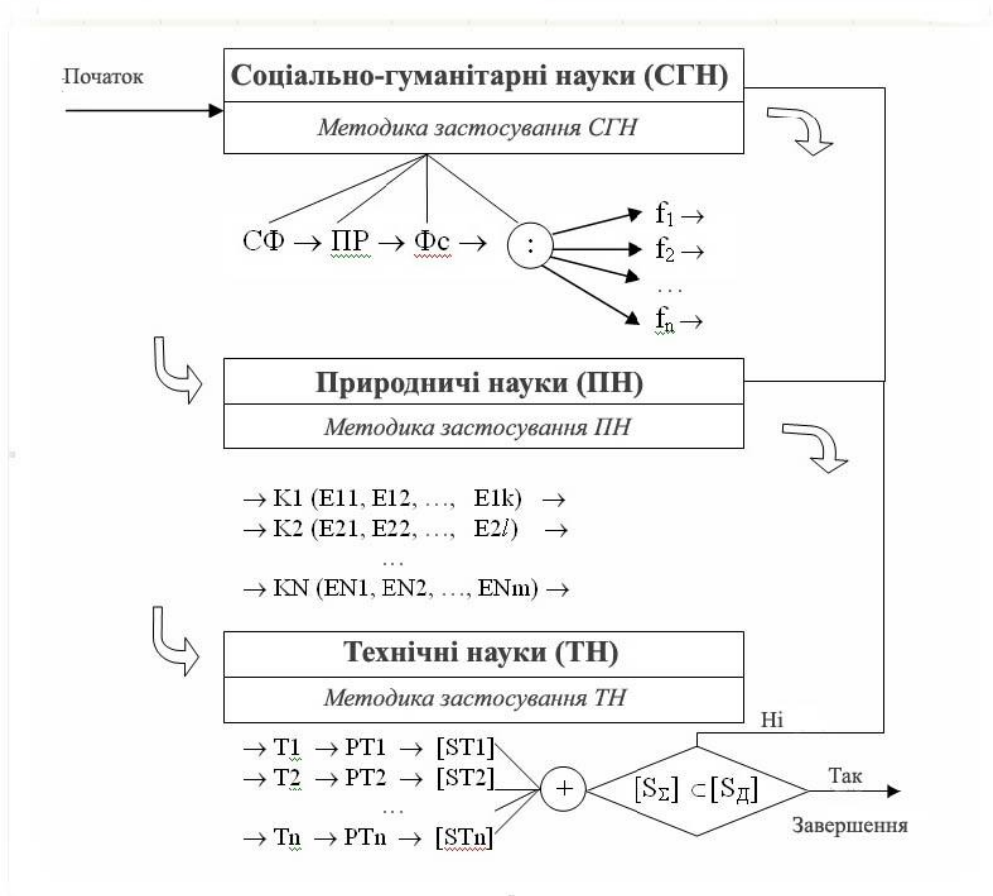 Початок
Соціально-гуманітарні науки (СГН)
Методика застосування СГН
СФ → ПР → Фс → : f₁ →
f₂ →
...
fₙ →
Природничі науки (ПН)
Методика застосування ПН
→ K1 (E11, E12, ..., E1k) →
→ K2 (E21, E22, ..., E2l) →
...
→ KN (EN1, EN2, ..., ENm) →
Технічні науки (ТН)
Методика застосування ТН
Ні
→ T1 → PT1 → [ST1]
→ T2 → PT2 → [ST2]
...
→ Tn → PTn → [STn]
+
[S_Σ] ⊂ [S_Д]
Так
Завершення